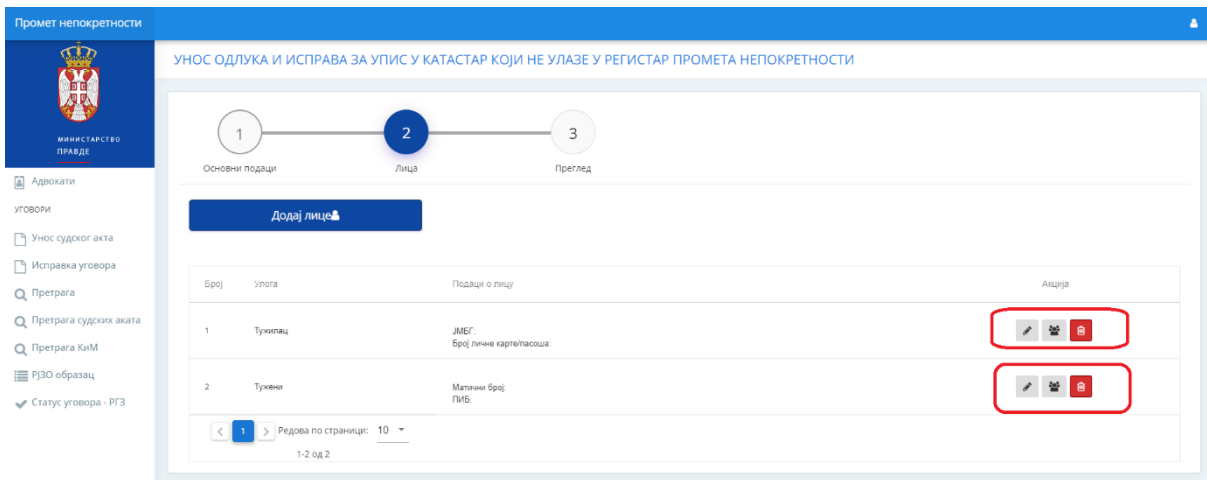 Промет непокретности
МИНИСТАРСТВО
ПРАВДЕ
Адвокати
УГОВОРИ
Унос судског акта
Исправка уговора
Претрага
Претрага судских аката
Претрага КиМ
РЈЗО образац
Статус уговора - РГЗ
УНОС ОДЛУКА И ИСПРАВА ЗА УПИС У КАТАСТАР КОЈИ НЕ УЛАЗЕ У РЕГИСТАР ПРОМЕТА НЕПОКРЕТНОСТИ
1 2 3
Основни подаци Лица Преглед
Додај лице
Број Улога Подаци о лицу Акција
1 Тужилац ЈМБГ:
Број личне карте/пасоша:
2 Тужени Матични број:
ПИБ:
< 1 > Редова по страници: 10
1-2 од 2